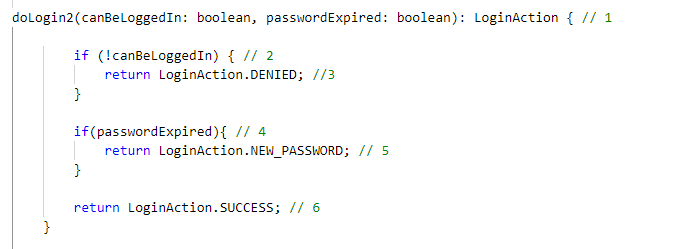 doLogin2(canBeLoggedIn: boolean, passwordExpired: boolean): LoginAction { // 1
if (!canBeLoggedIn) { // 2
return LoginAction.DENIED; //3
}
if(passwordExpired){ // 4
return LoginAction.NEW_PASSWORD; // 5
}
return LoginAction.SUCCESS; // 6
}